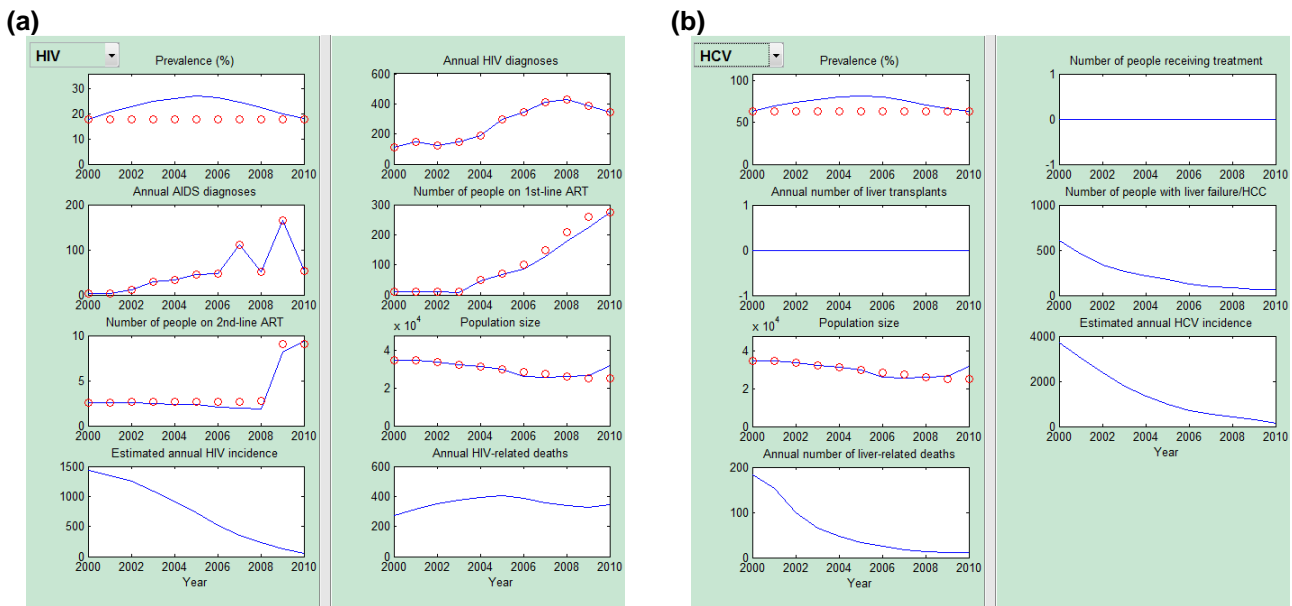 (a)
HIV
Prevalence (%)
30
20
10
0
2000 2002 2004 2006 2008 2010
Annual HIV diagnoses
600
400
200
0
2000 2002 2004 2006 2008 2010
Annual AIDS diagnoses
200
100
0
2000 2002 2004 2006 2008 2010
Number of people on 1st-line ART
300
200
100
0
2000 2002 2004 2006 2008 2010
Number of people on 2nd-line ART
10
5
0
2000 2002 2004 2006 2008 2010
x 10⁴ Population size
4
2
0
2000 2002 2004 2006 2008 2010
Estimated annual HIV incidence
1500
1000
500
0
2000 2002 2004 2006 2008 2010
Year
Annual HIV-related deaths
600
400
200
0
2000 2002 2004 2006 2008 2010
Year
(b)
HCV
Prevalence (%)
100
50
0
2000 2002 2004 2006 2008 2010
Number of people receiving treatment
1
0
-1
2000 2002 2004 2006 2008 2010
Annual number of liver transplants
1
0
-1
2000 2002 2004 2006 2008 2010
Number of people with liver failure/HCC
1000
500
0
2000 2002 2004 2006 2008 2010
x 10⁴ Population size
4
2
0
2000 2002 2004 2006 2008 2010
Estimated annual HCV incidence
4000
2000
0
2000 2002 2004 2006 2008 2010
Year
Annual number of liver-related deaths
200
100
0
2000 2002 2004 2006 2008 2010
Year